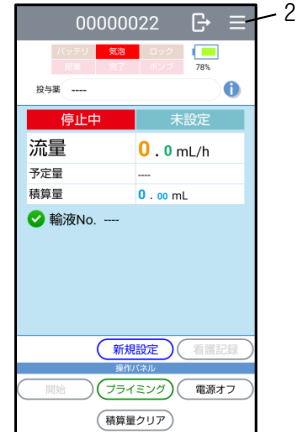 00000022
2
バッテリ 気泡 ロック
閉塞 完了 ポンプ 78%
投与薬 ----
停止中 未設定
流量 0.0 mL/h
予定量 ----
積算量 0.00 mL
輸液No. ----
新規設定 看護記録
操作パネル
開始 プライミング 電源オフ
積算量クリア